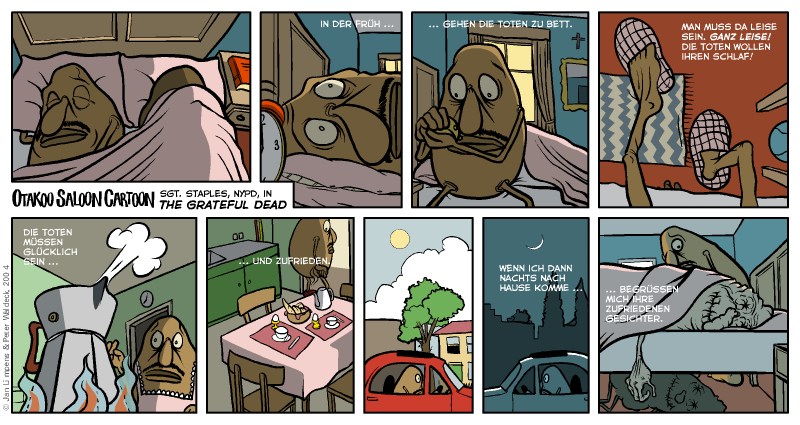 IN DER FRÜH ...
... GEHEN DIE TOTEN ZU BETT.
MAN MUSS DA LEISE
SEIN. GANZ LEISE!
DIE TOTEN WOLLEN
IHREN SCHLAF!
OTAKOO SALOON CARTOON
SGT. STAPLES, NYPD, IN
THE GRATEFUL DEAD
DIE TOTEN
MÜSSEN
GLÜCKLICH
SEIN ...
... UND ZUFRIEDEN.
WENN ICH DANN
NACHTS NACH
HAUSE KOMME ...
... BEGRÜSSEN
MICH IHRE
ZUFRIEDENEN
GESICHTER.
© Jan Limpens & Peter Waldeck, 2004